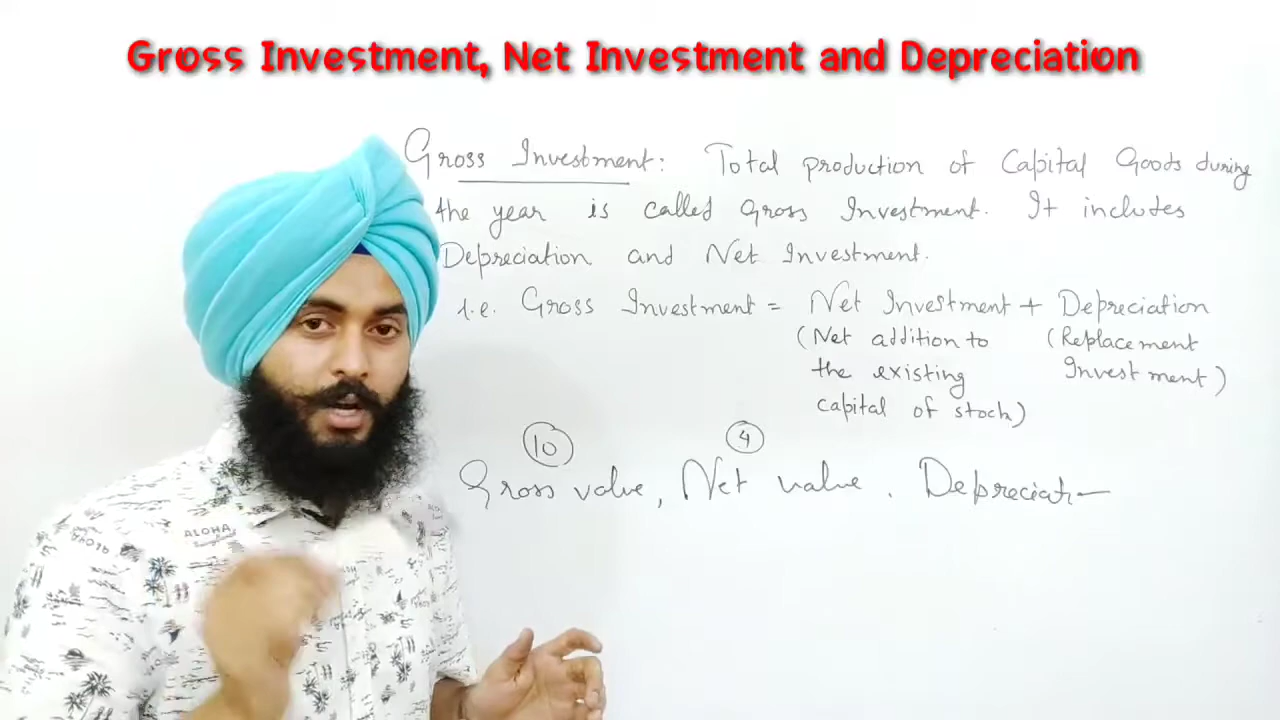 Gross Investment, Net Investment and Depreciation
Gross Investment: Total production of Capital Goods during
the year is called Gross Investment. It includes
Depreciation and Net Investment.
i.e. Gross Investment = Net Investment + Depreciation
(Net addition to (Replacement
the existing Investment)
capital of stock)
10 4
Gross value, Net value. Depreciati
ALOHA